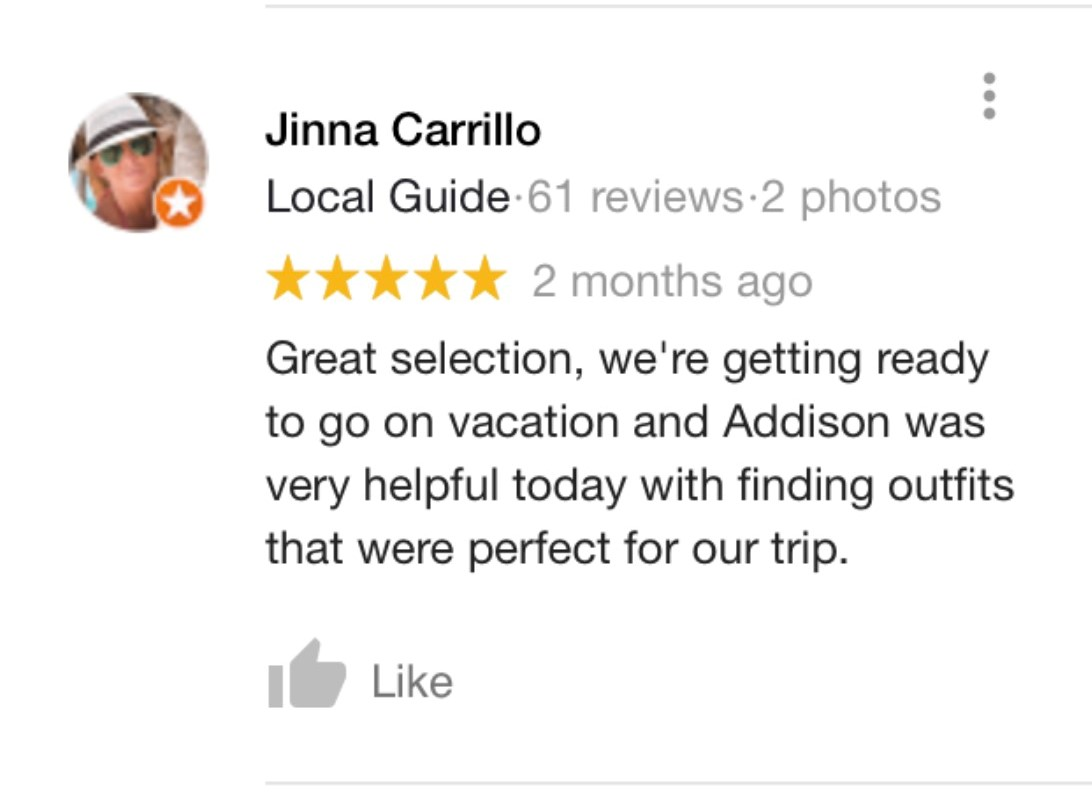 Jinna Carrillo
Local Guide·61 reviews·2 photos
2 months ago
Great selection, we're getting ready
to go on vacation and Addison was
very helpful today with finding outfits
that were perfect for our trip.
Like